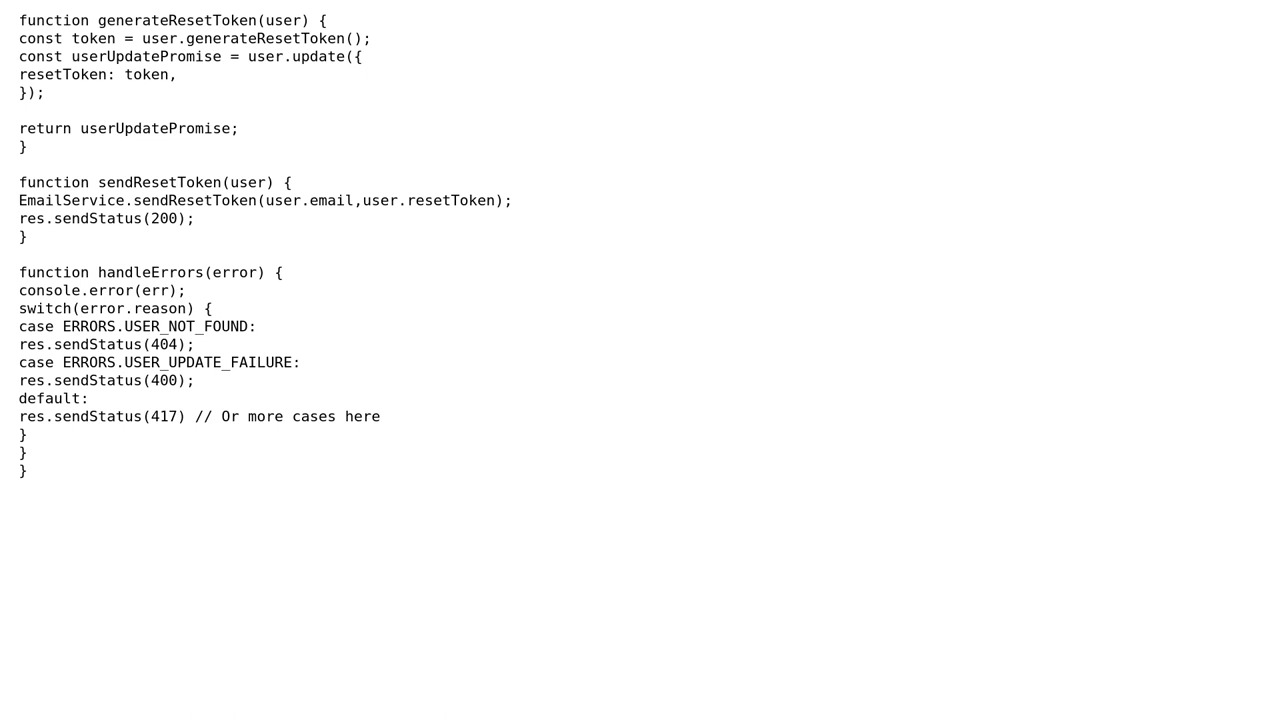 function generateResetToken(user) {
const token = user.generateResetToken();
const userUpdatePromise = user.update({
resetToken: token,
});

return userUpdatePromise;
}

function sendResetToken(user) {
EmailService.sendResetToken(user.email,user.resetToken);
res.sendStatus(200);
}

function handleErrors(error) {
console.error(err);
switch(error.reason) {
case ERRORS.USER_NOT_FOUND:
res.sendStatus(404);
case ERRORS.USER_UPDATE_FAILURE:
res.sendStatus(400);
default:
res.sendStatus(417) // Or more cases here
}
}
}